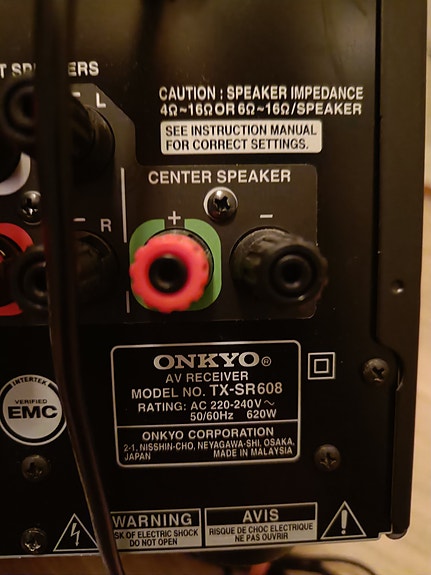 SPEAKERS
L
CAUTION : SPEAKER IMPEDANCE
4Ω~16Ω OR 6Ω~16Ω/SPEAKER
SEE INSTRUCTION MANUAL
FOR CORRECT SETTINGS.
CENTER SPEAKER
+ −
− R
ONKYO®
AV RECEIVER
MODEL NO. TX-SR608
RATING: AC 220-240V ~
50/60Hz 620W
ONKYO CORPORATION
2-1, NISSHIN-CHO, NEYAGAWA-SHI, OSAKA,
JAPAN MADE IN MALAYSIA
INTERTEK
VERIFIED
EMC
WARNING
RISK OF ELECTRIC SHOCK
DO NOT OPEN
AVIS
RISQUE DE CHOC ELECTRIQUE
NE PAS OUVRIR